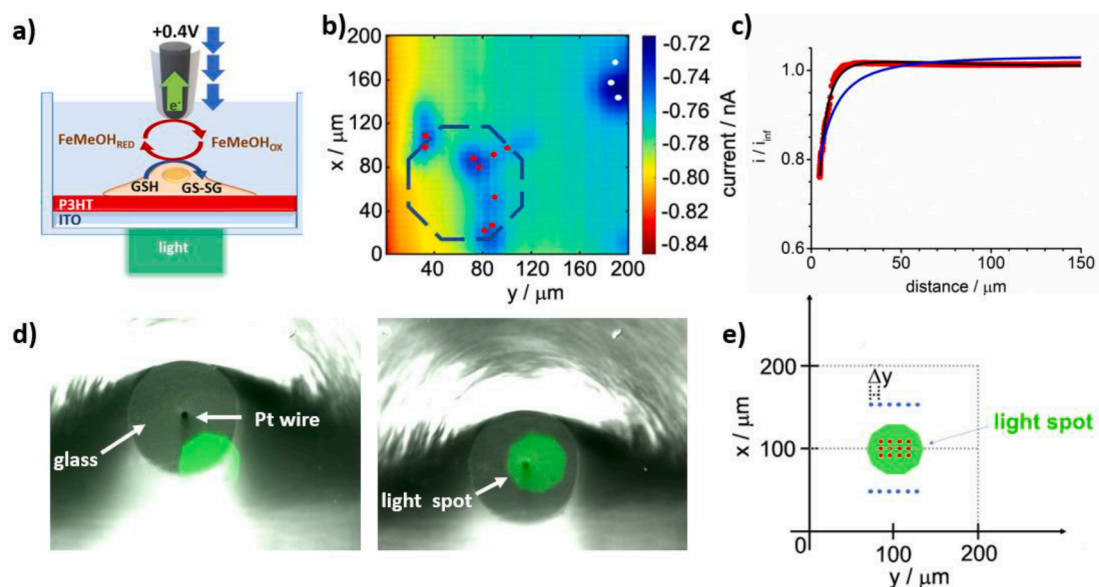 a)
+0.4V
e⁻
FeMeOH_RED
FeMeOH_OX
GSH
GS-SG
P3HT
ITO
light
b)
200
160
120
80
40
0
x / μm
40 80 120 160 200
y / μm
-0.72
-0.74
-0.76
-0.78
-0.80
-0.82
-0.84
current / nA
c)
1.0
0.8
0.6
i / i_inf
0 50 100 150
distance / μm
d)
Pt wire
glass
light spot
e)
200
Δy
light spot
x / μm
100
0
100 200
y / μm